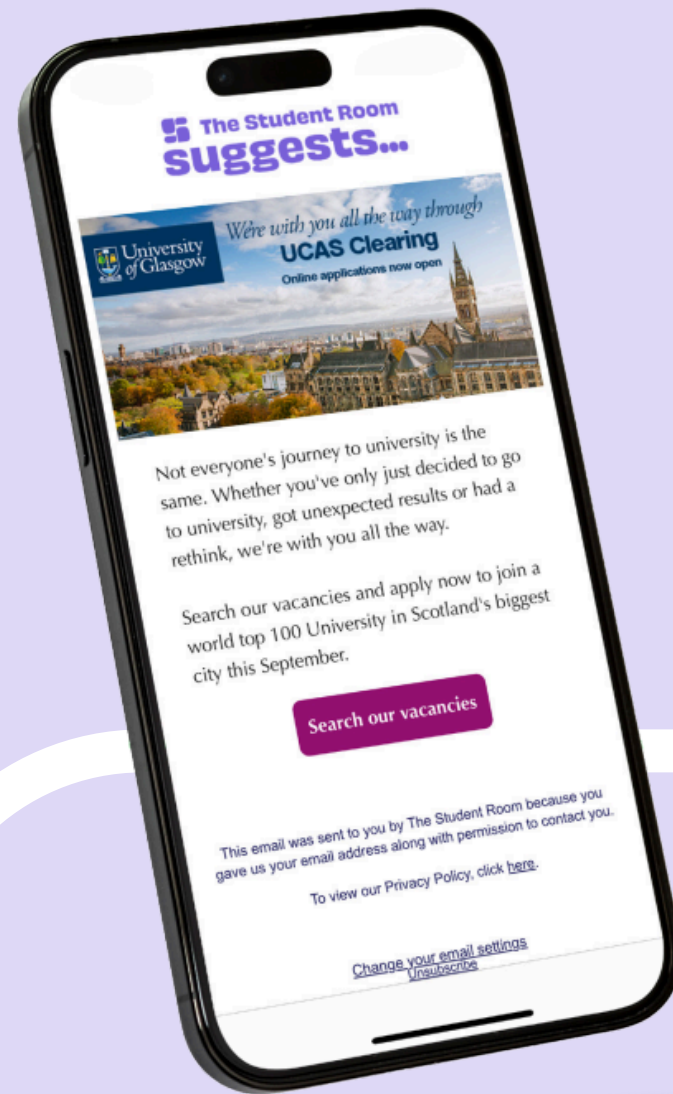 The Student Room
suggests...
University
of Glasgow
We're with you all the way through
UCAS Clearing
Online applications now open
Not everyone's journey to university is the
same. Whether you've only just decided to go
to university, got unexpected results or had a
rethink, we're with you all the way.
Search our vacancies and apply now to join a
world top 100 University in Scotland's biggest
city this September.
Search our vacancies
This email was sent to you by The Student Room because you
gave us your email address along with permission to contact you.
To view our Privacy Policy, click here.
Change your email settings
Unsubscribe